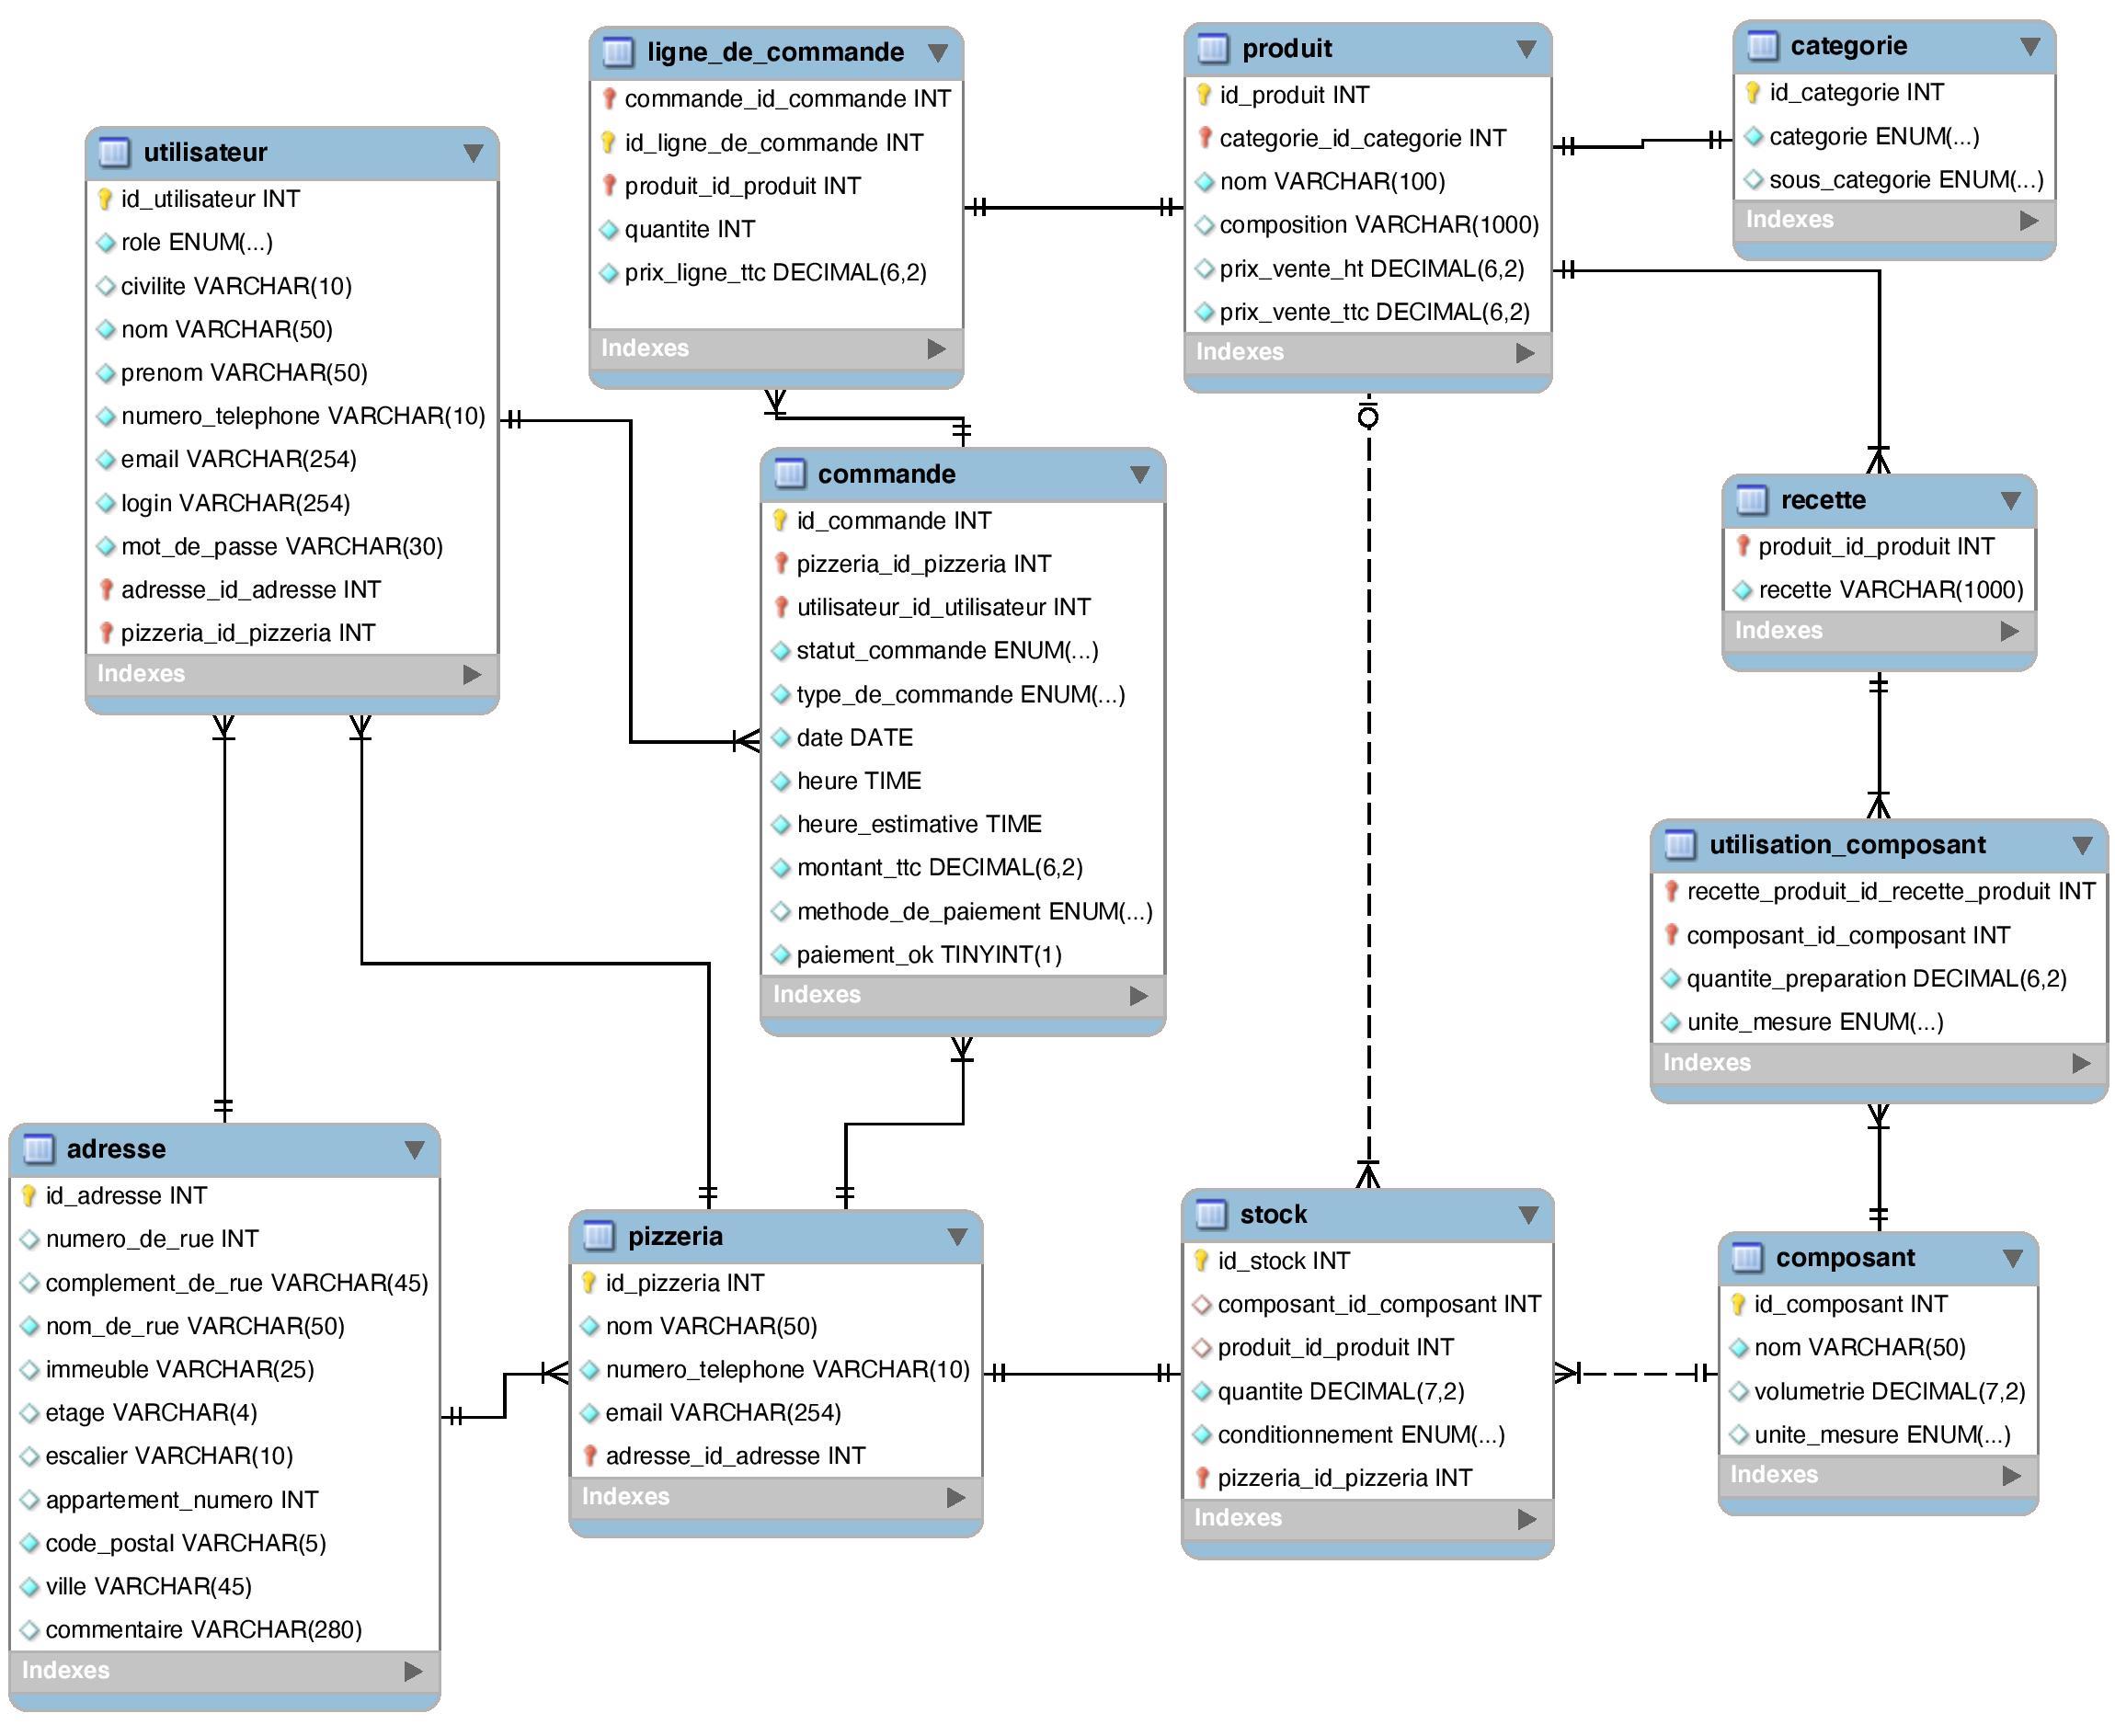 ligne_de_commande
commande_id_commande INT
id_ligne_de_commande INT
produit_id_produit INT
quantite INT
prix_ligne_ttc DECIMAL(6,2)
Indexes
produit
id_produit INT
categorie_id_categorie INT
nom VARCHAR(100)
composition VARCHAR(1000)
prix_vente_ht DECIMAL(6,2)
prix_vente_ttc DECIMAL(6,2)
Indexes
categorie
id_categorie INT
categorie ENUM(...)
sous_categorie ENUM(...)
Indexes
utilisateur
id_utilisateur INT
role ENUM(...)
civilite VARCHAR(10)
nom VARCHAR(50)
prenom VARCHAR(50)
numero_telephone VARCHAR(10)
email VARCHAR(254)
login VARCHAR(254)
mot_de_passe VARCHAR(30)
adresse_id_adresse INT
pizzeria_id_pizzeria INT
Indexes
commande
id_commande INT
pizzeria_id_pizzeria INT
utilisateur_id_utilisateur INT
statut_commande ENUM(...)
type_de_commande ENUM(...)
date DATE
heure TIME
heure_estimative TIME
montant_ttc DECIMAL(6,2)
methode_de_paiement ENUM(...)
paiement_ok TINYINT(1)
Indexes
recette
produit_id_produit INT
recette VARCHAR(1000)
Indexes
utilisation_composant
recette_produit_id_recette_produit INT
composant_id_composant INT
quantite_preparation DECIMAL(6,2)
unite_mesure ENUM(...)
Indexes
adresse
id_adresse INT
numero_de_rue INT
complement_de_rue VARCHAR(45)
nom_de_rue VARCHAR(50)
immeuble VARCHAR(25)
etage VARCHAR(4)
escalier VARCHAR(10)
appartement_numero INT
code_postal VARCHAR(5)
ville VARCHAR(45)
commentaire VARCHAR(280)
Indexes
pizzeria
id_pizzeria INT
nom VARCHAR(50)
numero_telephone VARCHAR(10)
email VARCHAR(254)
adresse_id_adresse INT
Indexes
stock
id_stock INT
composant_id_composant INT
produit_id_produit INT
quantite DECIMAL(7,2)
conditionnement ENUM(...)
pizzeria_id_pizzeria INT
Indexes
composant
id_composant INT
nom VARCHAR(50)
volumetrie DECIMAL(7,2)
unite_mesure ENUM(...)
Indexes